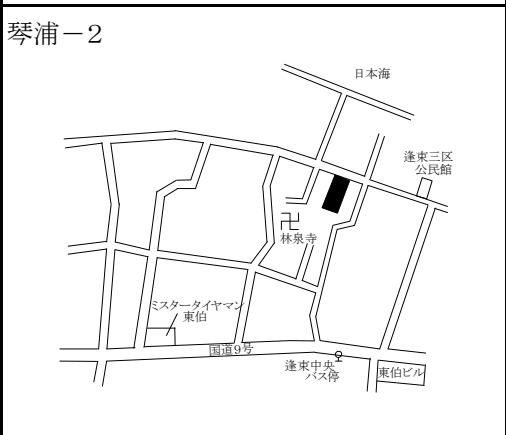 琴浦－2
日本海
逢束三区
公民館
卍
林泉寺
ミスタータイヤマン
東伯
国道9号
逢束中央
バス停
東伯ビル